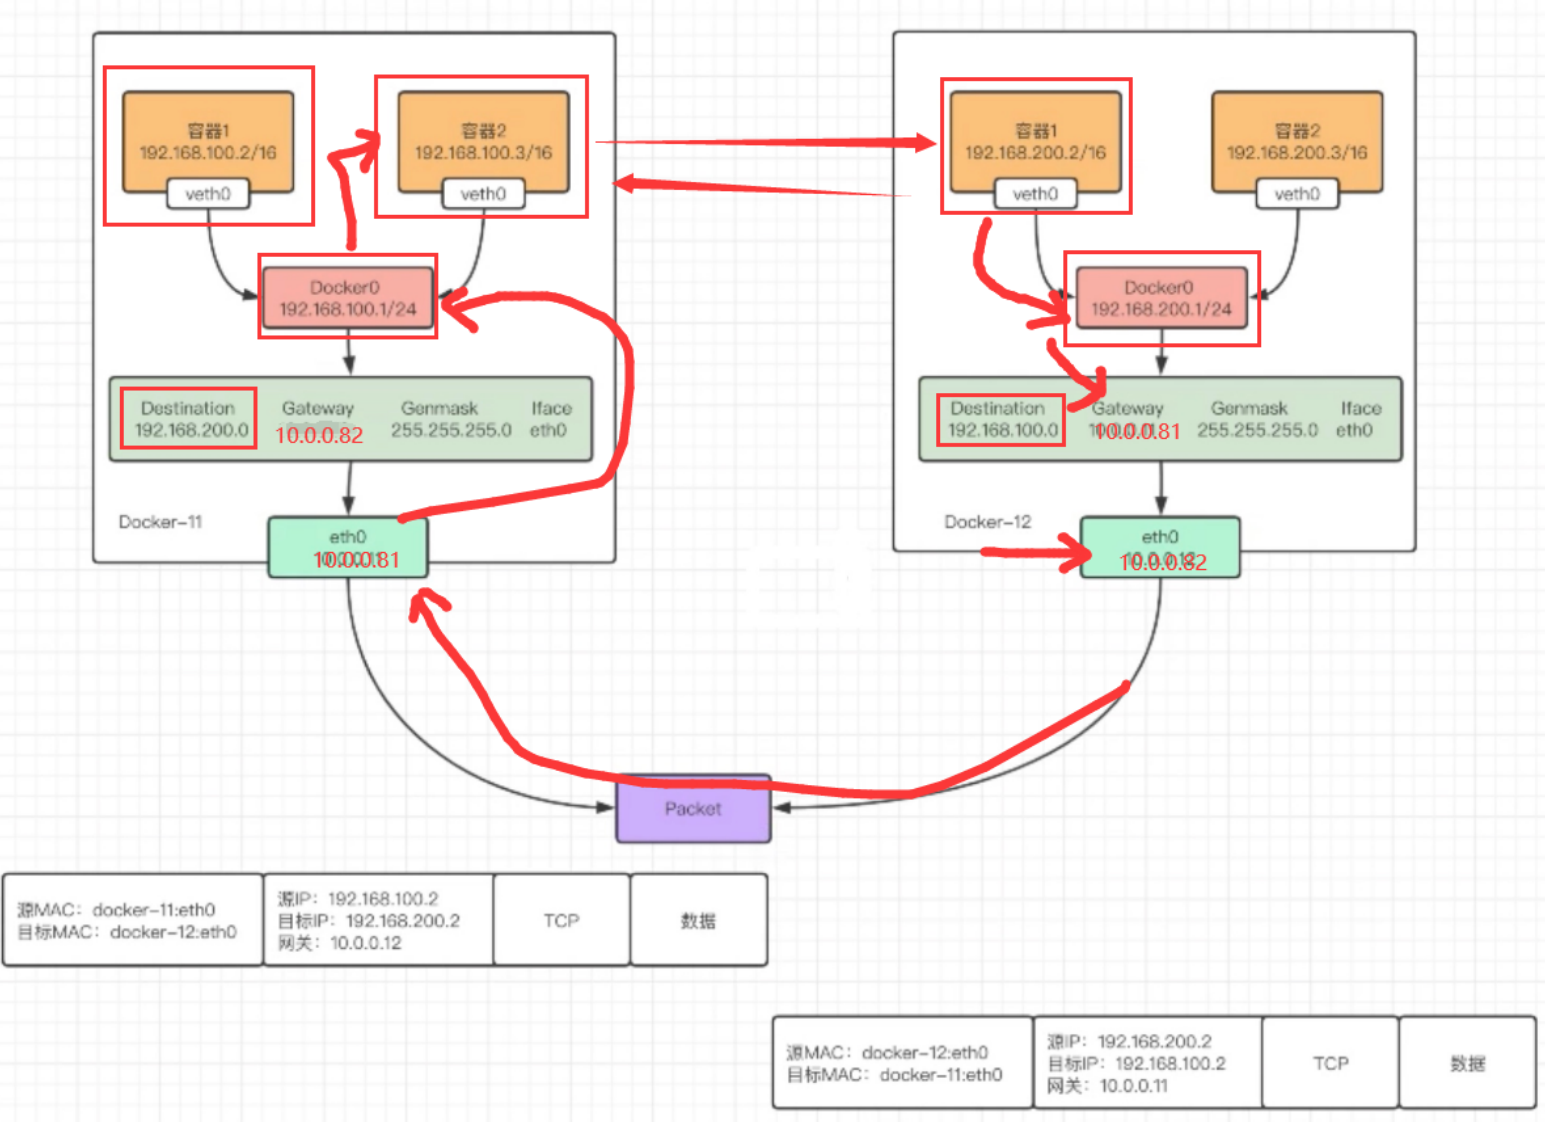 容器1
192.168.100.2/16
veth0
容器2
192.168.100.3/16
veth0
Docker0
192.168.100.1/24
Destination Gateway Genmask Iface
192.168.200.0 10.0.0.82 255.255.255.0 eth0
Docker-11
eth0
10.0.0.81
容器1
192.168.200.2/16
veth0
容器2
192.168.200.3/16
veth0
Docker0
192.168.200.1/24
Destination Gateway Genmask Iface
192.168.100.0 10.0.0.81 255.255.255.0 eth0
Docker-12
eth0
10.0.0.82
Packet
源MAC：docker-11:eth0
目标MAC：docker-12:eth0
源IP：192.168.100.2
目标IP：192.168.200.2
网关：10.0.0.12
TCP
数据
源MAC：docker-12:eth0
目标MAC：docker-11:eth0
源IP：192.168.200.2
目标IP：192.168.100.2
网关：10.0.0.11
TCP
数据